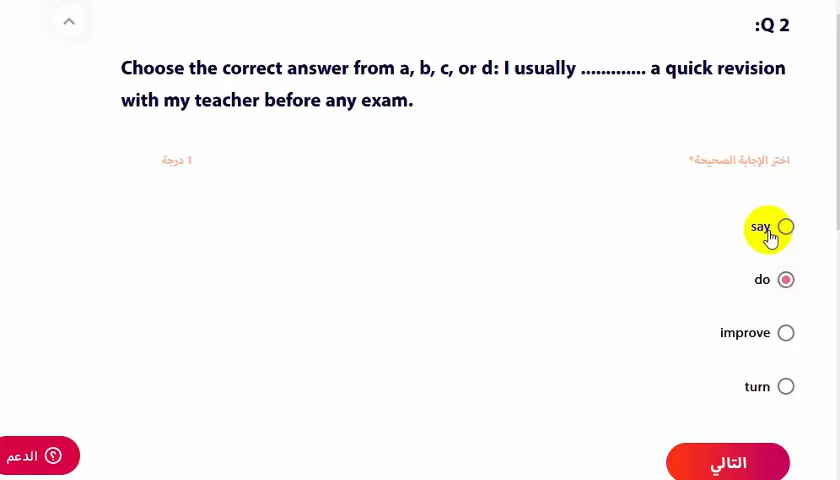 :Q 2
Choose the correct answer from a, b, c, or d: I usually ............. a quick revision
with my teacher before any exam.
اختر الإجابة الصحيحة*
1 درجة
say
do
improve
turn
الدعم
التالي